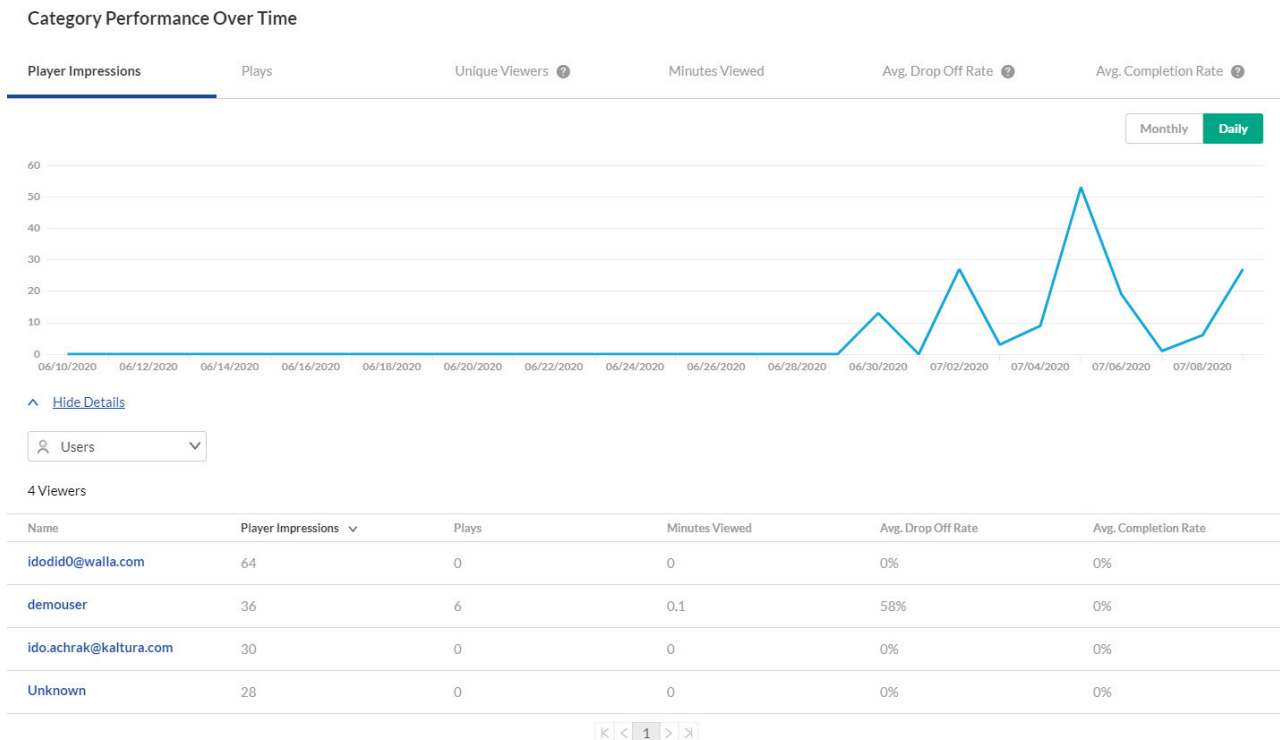 Category Performance Over Time
Player Impressions Plays Unique Viewers ? Minutes Viewed Avg. Drop Off Rate ? Avg. Completion Rate ?
Monthly Daily
60
50
40
30
20
10
0
06/10/2020 06/12/2020 06/14/2020 06/16/2020 06/18/2020 06/20/2020 06/22/2020 06/24/2020 06/26/2020 06/28/2020 06/30/2020 07/02/2020 07/04/2020 07/06/2020 07/08/2020
Hide Details
Users
4 Viewers
Name Player Impressions Plays Minutes Viewed Avg. Drop Off Rate Avg. Completion Rate
idodid0@walla.com 64 0 0 0% 0%
demouser 36 6 0.1 58% 0%
ido.achrak@kaltura.com 30 0 0 0% 0%
Unknown 28 0 0 0% 0%
1